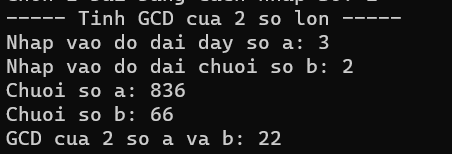 ----- Tinh GCD cua 2 so lon -----
Nhap vao do dai day so a: 3
Nhap vao do dai chuoi so b: 2
Chuoi so a: 836
Chuoi so b: 66
GCD cua 2 so a va b: 22